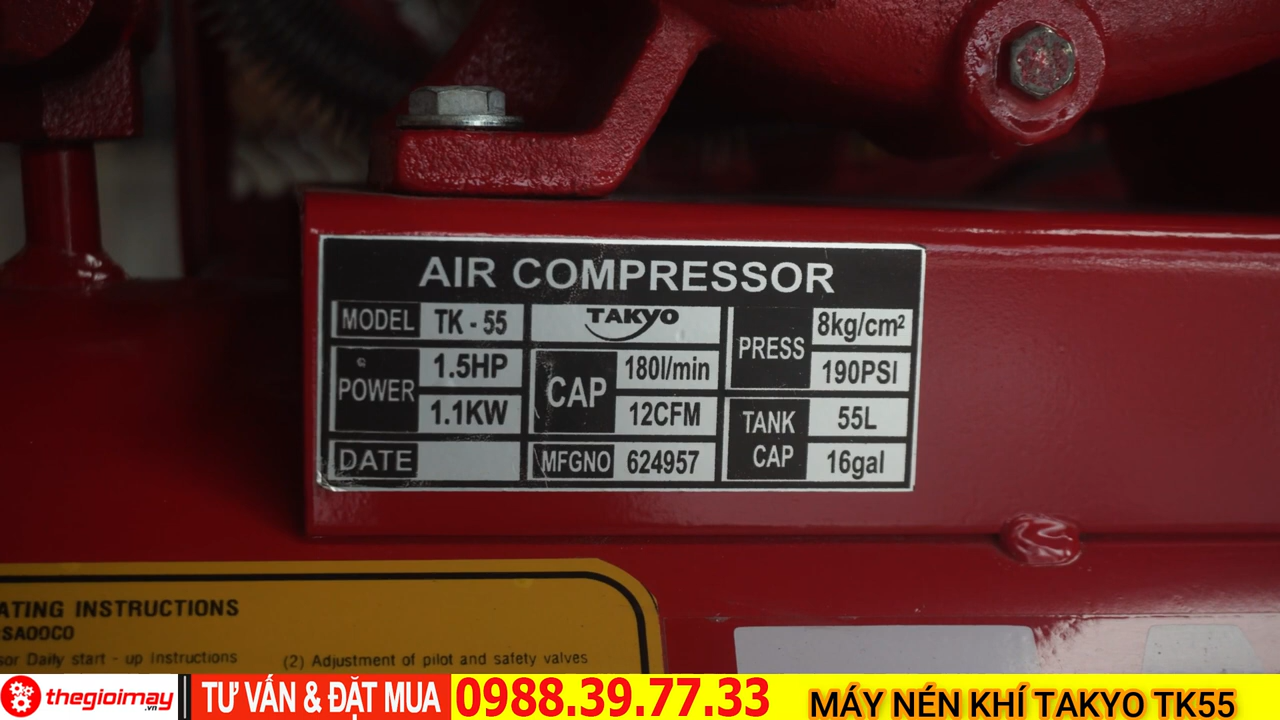 AIR COMPRESSOR
MODEL TK - 55
POWER 1.5HP
1.1KW
DATE
TAKYO
CAP 180l/min
12CFM
MFGNO 624957
PRESS 8kg/cm²
190PSI
TANK CAP 55L
16gal
ATING INSTRUCTIONS
SA00C0
sor Daily start - up Instructions
(2) Adjustment of pilot and safety valves
thegioimay.vn
TƯ VẤN & ĐẶT MUA 0988.39.77.33
MÁY NÉN KHÍ TAKYO TK55